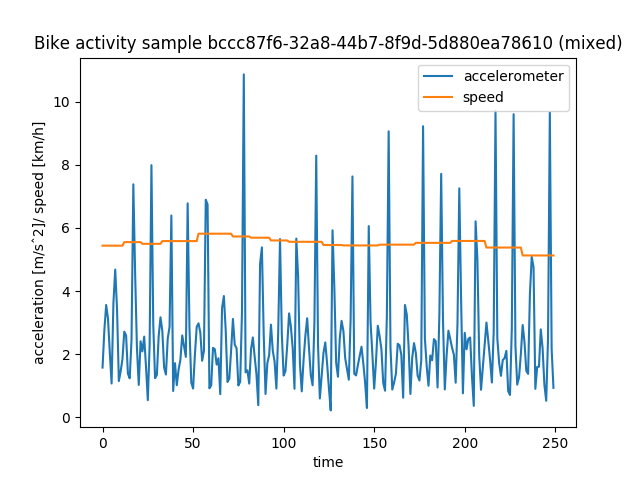 Bike activity sample bccc87f6-32a8-44b7-8f9d-5d880ea78610 (mixed)
accelerometer
speed
acceleration [m/s^2]/ speed [km/h]
10
8
6
4
2
0
0 50 100 150 200 250
time